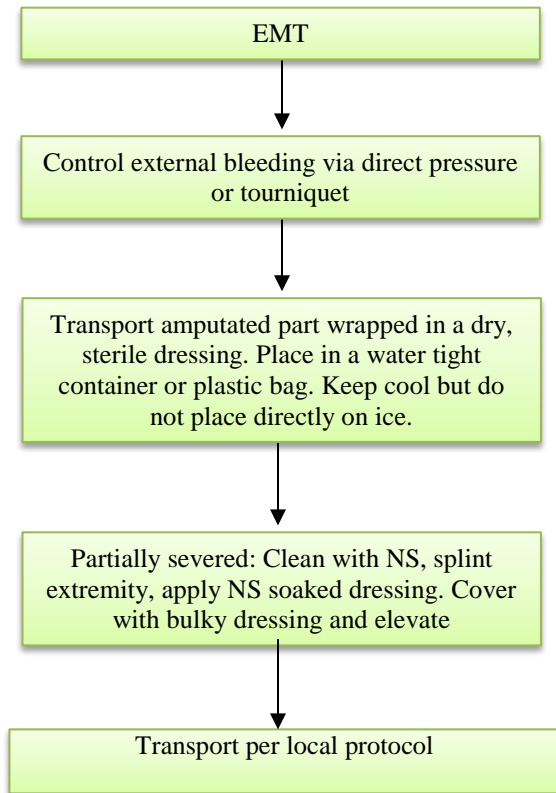 EMT
Control external bleeding via direct pressure
or tourniquet
Transport amputated part wrapped in a dry,
sterile dressing. Place in a water tight
container or plastic bag. Keep cool but do
not place directly on ice.
Partially severed: Clean with NS, splint
extremity, apply NS soaked dressing. Cover
with bulky dressing and elevate
Transport per local protocol